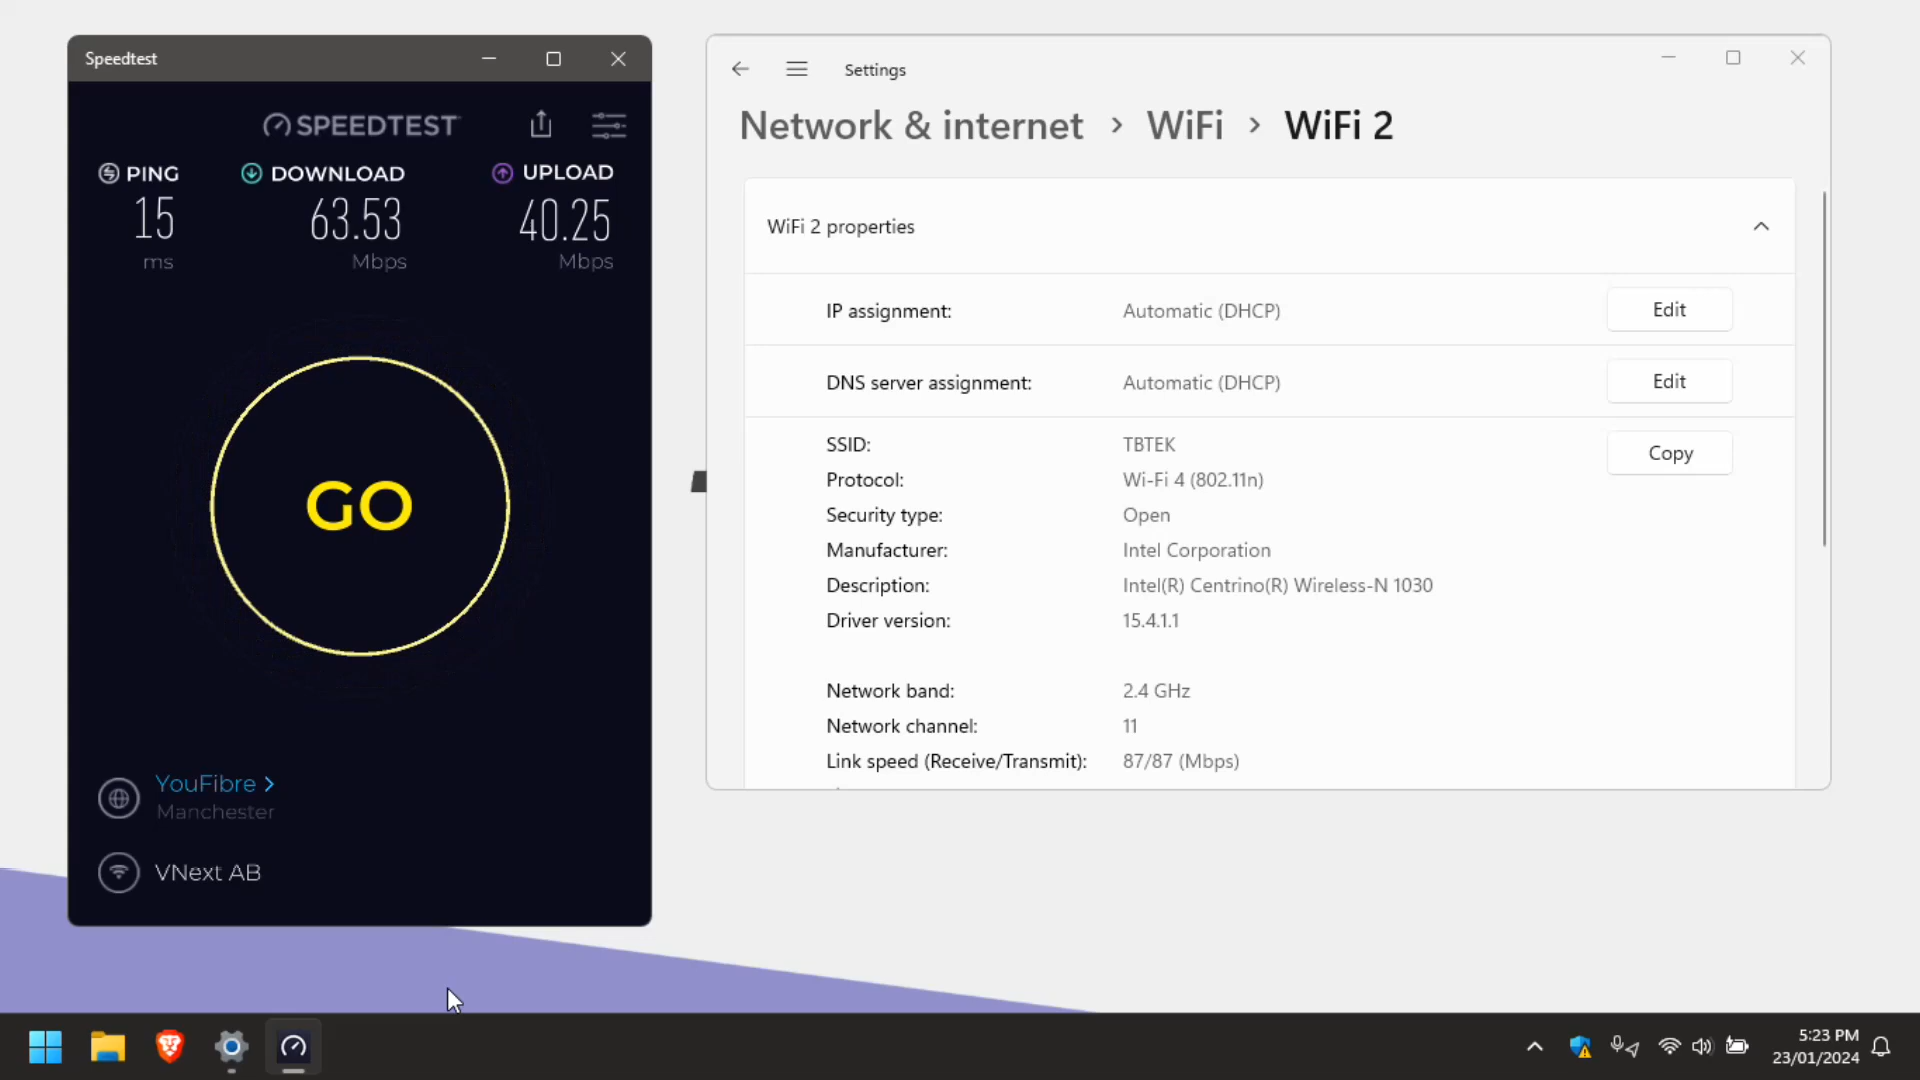 Speedtest
SPEEDTEST
PING DOWNLOAD UPLOAD
15 63.53 40.25
ms Mbps Mbps
GO
YouFibre >
Manchester
VNext AB
Settings
Network & internet > WiFi > WiFi 2
WiFi 2 properties
IP assignment: Automatic (DHCP) Edit
DNS server assignment: Automatic (DHCP) Edit
SSID: TBTEK Copy
Protocol: Wi-Fi 4 (802.11n)
Security type: Open
Manufacturer: Intel Corporation
Description: Intel(R) Centrino(R) Wireless-N 1030
Driver version: 15.4.1.1
Network band: 2.4 GHz
Network channel: 11
Link speed (Receive/Transmit): 87/87 (Mbps)
5:23 PM
23/01/2024